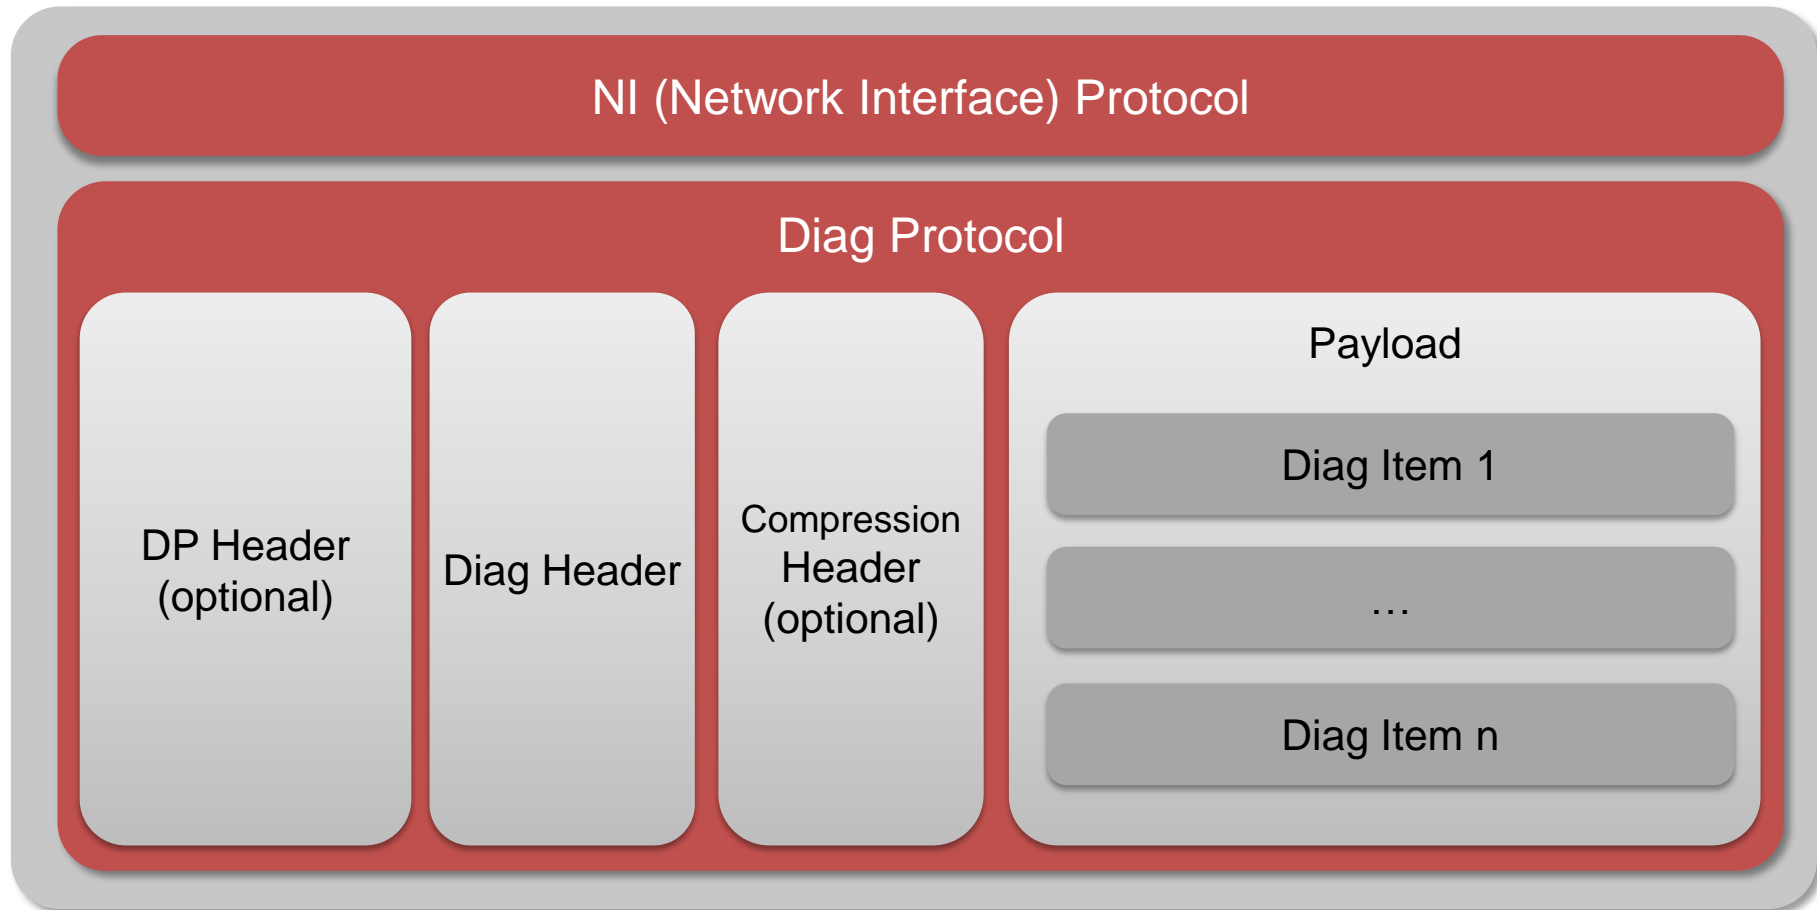 NI (Network Interface) Protocol
Diag Protocol
DP Header
(optional)
Diag Header
Compression
Header
(optional)
Payload
Diag Item 1
…
Diag Item n